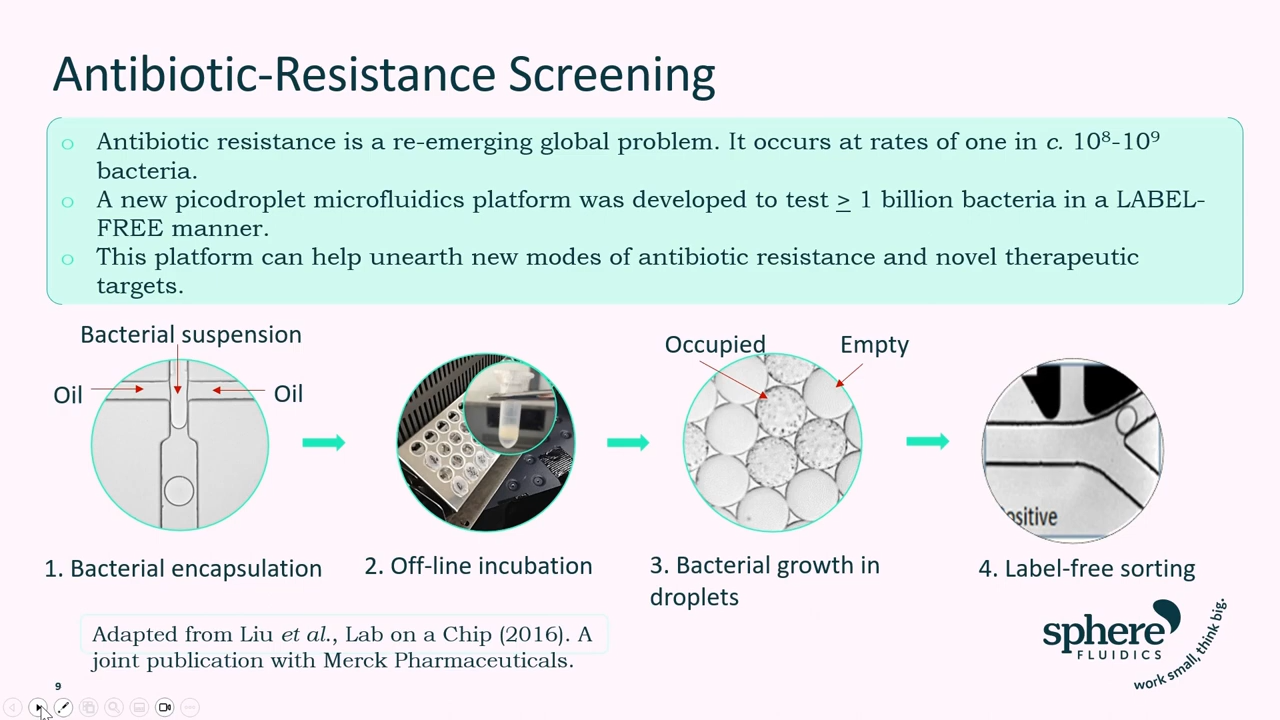 Antibiotic-Resistance Screening
o Antibiotic resistance is a re-emerging global problem. It occurs at rates of one in c. 10⁸-10⁹
bacteria.
o A new picodroplet microfluidics platform was developed to test ≥ 1 billion bacteria in a LABEL-
FREE manner.
o This platform can help unearth new modes of antibiotic resistance and novel therapeutic
targets.
Bacterial suspension
Oil
Oil
Occupied
Empty
ositive
1. Bacterial encapsulation
2. Off-line incubation
3. Bacterial growth in
droplets
4. Label-free sorting
Adapted from Liu et al., Lab on a Chip (2016). A
joint publication with Merck Pharmaceuticals.
sphere
FLUIDICS
work small, think big.
9